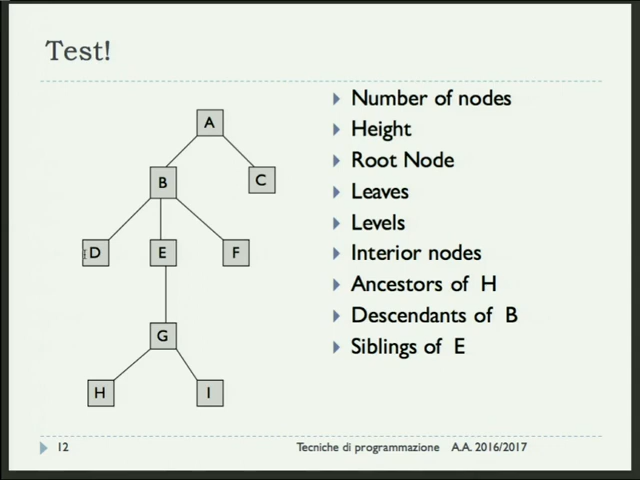 Test!
A
B
C
D
E
F
G
H
I
Number of nodes
Height
Root Node
Leaves
Levels
Interior nodes
Ancestors of H
Descendants of B
Siblings of E
12
Tecniche di programmazione A.A. 2016/2017